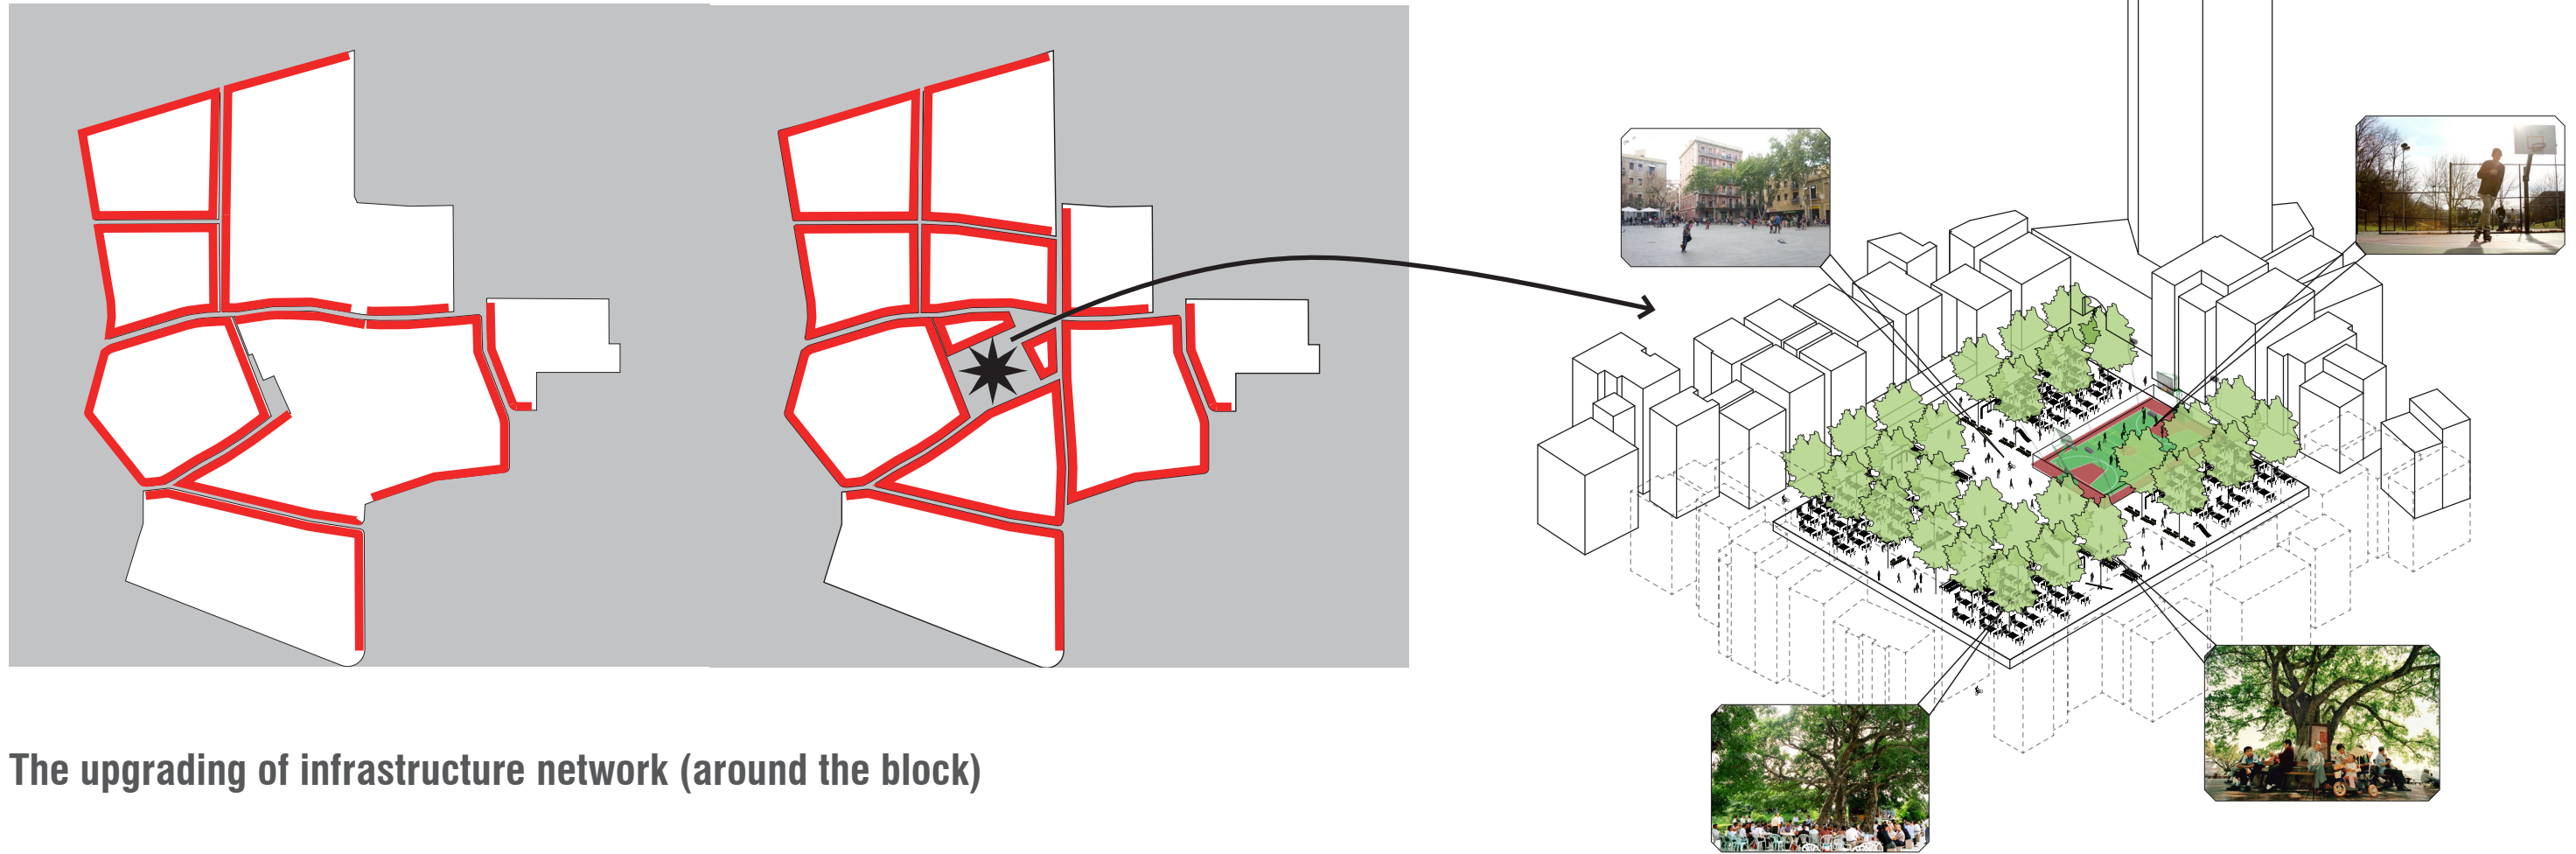 The upgrading of infrastructure network (around the block)